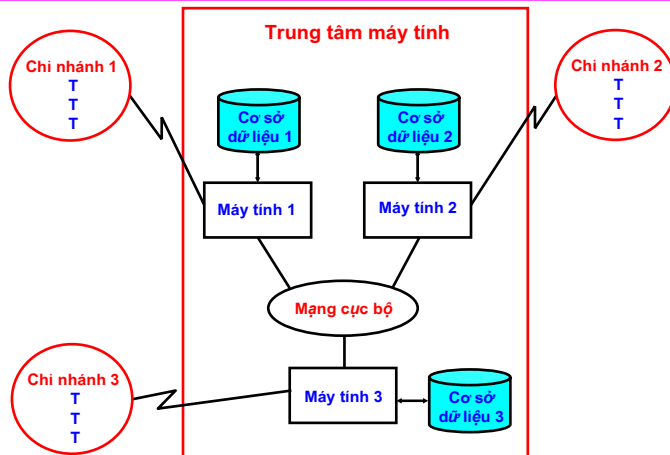 Trung tâm máy tính
Chi nhánh 1
T
T
T
Chi nhánh 2
T
T
T
Cơ sở
dữ liệu 1
Cơ sở
dữ liệu 2
Máy tính 1
Máy tính 2
Mạng cục bộ
Chi nhánh 3
T
T
T
Máy tính 3
Cơ sở
dữ liệu 3